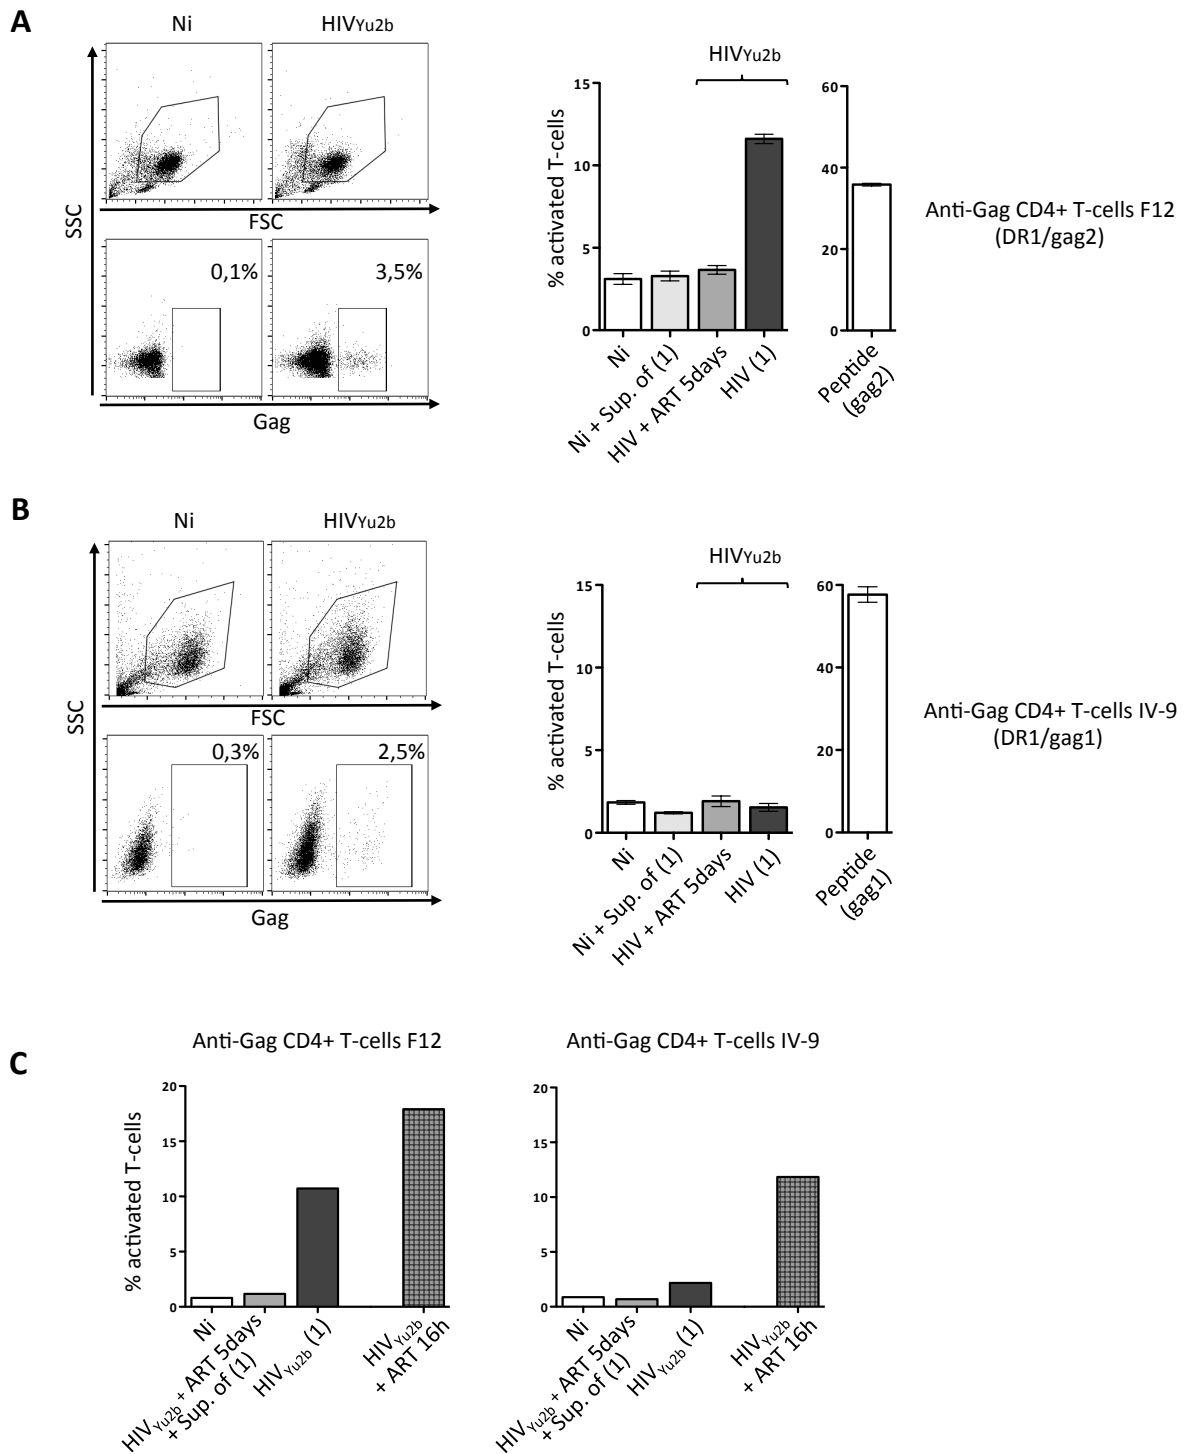 A
Ni
HIVYu2b
SSC
FSC
0,1%
3,5%
Gag
HIVYu2b
% activated T-cells
15
10
5
0
Ni
Ni + Sup. of (1)
HIV + ART 5days
HIV (1)
60
40
20
0
Peptide
(gag2)
Anti-Gag CD4+ T-cells F12
(DR1/gag2)
B
Ni
HIVYu2b
SSC
FSC
0,3%
2,5%
Gag
HIVYu2b
% activated T-cells
15
10
5
0
Ni
Ni + Sup. of (1)
HIV + ART 5days
HIV (1)
60
40
20
0
Peptide
(gag1)
Anti-Gag CD4+ T-cells IV-9
(DR1/gag1)
C
Anti-Gag CD4+ T-cells F12
% activated T-cells
20
15
10
5
0
Ni
HIVYu2b + ART 5days
+ Sup. of (1)
HIVYu2b (1)
HIVYu2b
+ ART 16h
Anti-Gag CD4+ T-cells IV-9
20
15
10
5
0
Ni
HIVYu2b + ART 5days
+ Sup. of (1)
HIVYu2b (1)
HIVYu2b
+ ART 16h